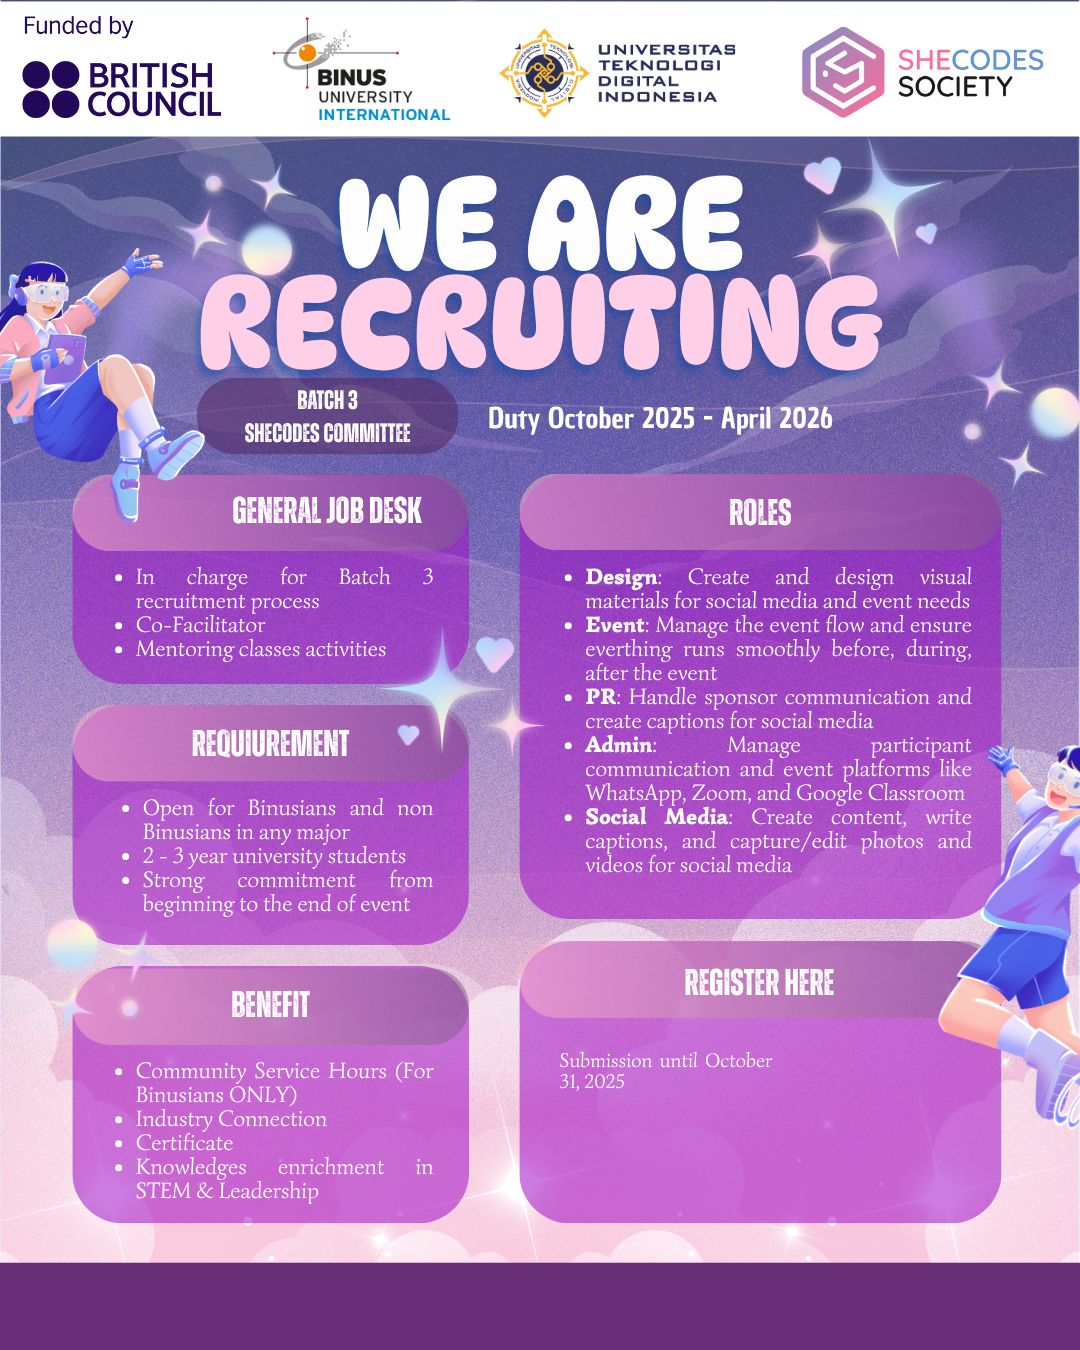 Funded by
BRITISH
COUNCIL
BINUS
UNIVERSITY
INTERNATIONAL
UNIVERSITAS
TEKNOLOGI
DIGITAL
INDONESIA
SHECODES
SOCIETY
WE ARE
RECRUITING
BATCH 3
SHECODES COMMITTEE
Duty October 2025 - April 2026
GENERAL JOB DESK
• In charge for Batch 3
recruitment process
• Co-Facilitator
• Mentoring classes activities
REQUIUREMENT
• Open for Binusians and non
Binusians in any major
• 2 - 3 year university students
• Strong commitment from
beginning to the end of event
BENEFIT
• Community Service Hours (For
Binusians ONLY)
• Industry Connection
• Certificate
• Knowledges enrichment in
STEM & Leadership
ROLES
• Design: Create and design visual
materials for social media and event needs
• Event: Manage the event flow and ensure
everthing runs smoothly before, during,
after the event
• PR: Handle sponsor communication and
create captions for social media
• Admin: Manage participant
communication and event platforms like
WhatsApp, Zoom, and Google Classroom
• Social Media: Create content, write
captions, and capture/edit photos and
videos for social media
REGISTER HERE
Submission until October
31, 2025